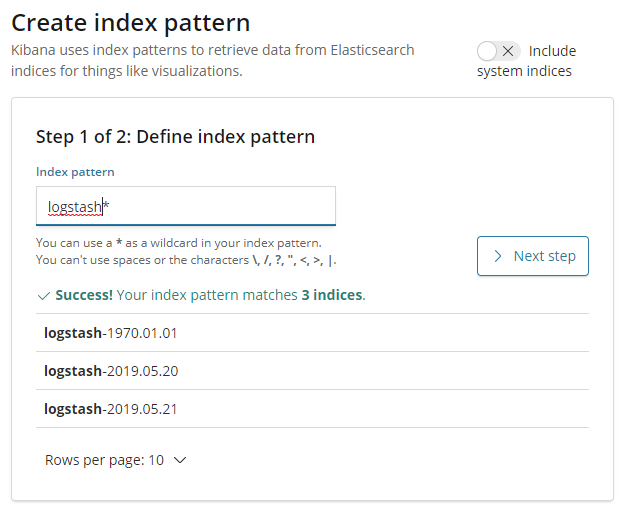 Create index pattern
Kibana uses index patterns to retrieve data from Elasticsearch
indices for things like visualizations.
Include
system indices
Step 1 of 2: Define index pattern
Index pattern
logstash*
You can use a * as a wildcard in your index pattern.
You can't use spaces or the characters \, /, ?, ", <, >, |.
Next step
Success! Your index pattern matches 3 indices.
logstash-1970.01.01
logstash-2019.05.20
logstash-2019.05.21
Rows per page: 10